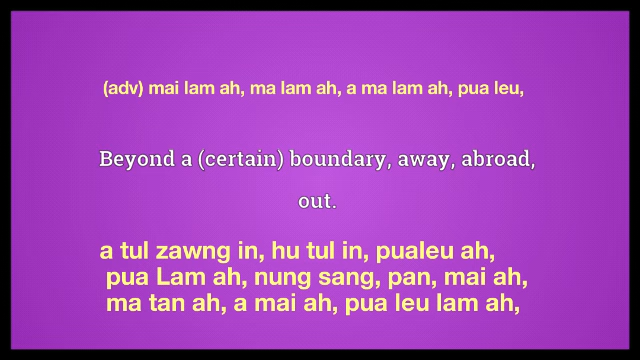 (adv) mai lam ah, ma lam ah, a ma lam ah, pua leu,
Beyond a (certain) boundary, away, abroad,
out.
a tul zawng in, hu tul in, pualeu ah,
pua Lam ah, nung sang, pan, mai ah,
ma tan ah, a mai ah, pua leu lam ah,